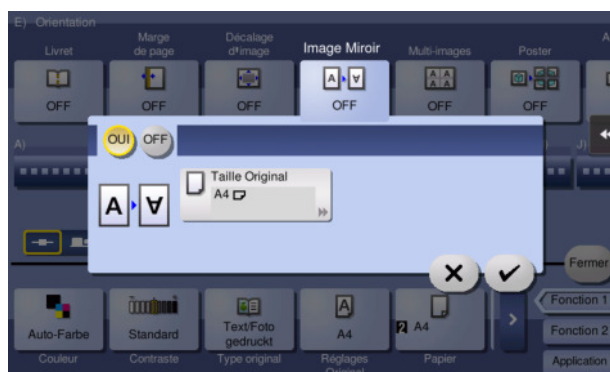 E) Orientation
Livret
Marge
de page
Décalage
d'image
Image Miroir
Multi-images
Poster
A
OFF
OFF
OFF
OFF
OFF
OFF
A A
A A
A)
OUI
OFF
J)
Taille Original
A4
A
A
Fermer
Auto-Farbe
Standard
Text/Foto
gedruckt
A
A4
2 A4
Fonction 1
Fonction 2
Application
Couleur
Contraste
Type original
Réglages
Original
Papier